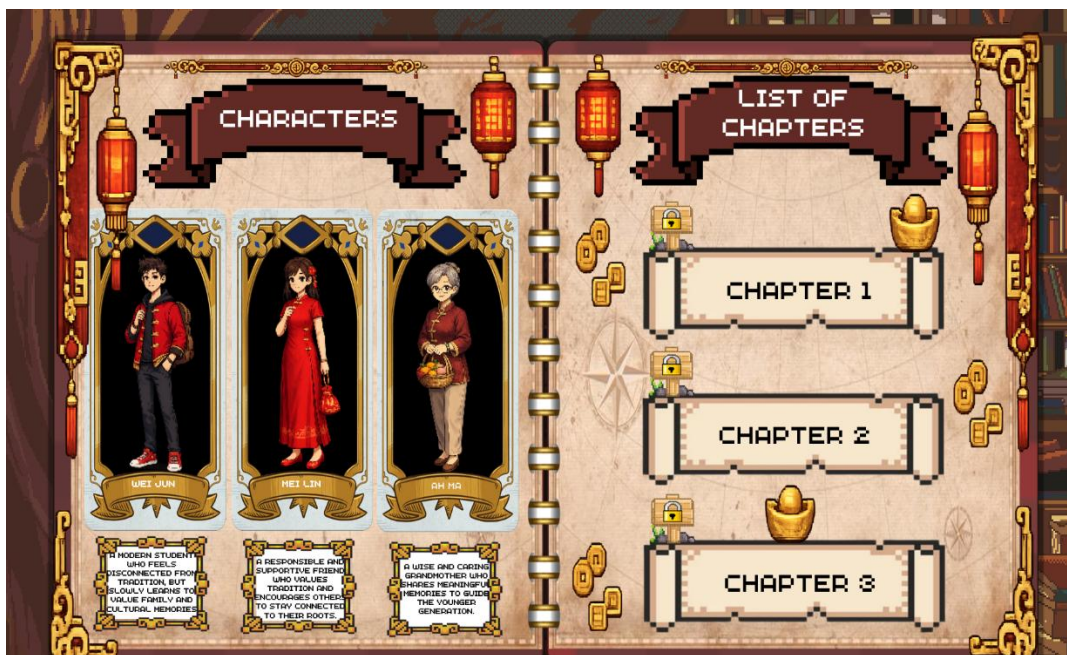 CHARACTERS
WEI JUN
MEI LIN
AH MA
A MODERN STUDENT
WHO FEELS
DISCONNECTED FROM
TRADITION, BUT
SLOWLY LEARNS TO
VALUE FAMILY AND
CULTURAL MEMORIES.
A RESPONSIBLE AND
SUPPORTIVE FRIEND
WHO VALUES
TRADITION AND
ENCOURAGES OTHERS
TO STAY CONNECTED
TO THEIR ROOTS.
A WISE AND CARING
GRANDMOTHER WHO
SHARES MEANINGFUL
MEMORIES TO GUIDE
THE YOUNGER
GENERATION.
LIST OF
CHAPTERS
CHAPTER 1
CHAPTER 2
CHAPTER 3